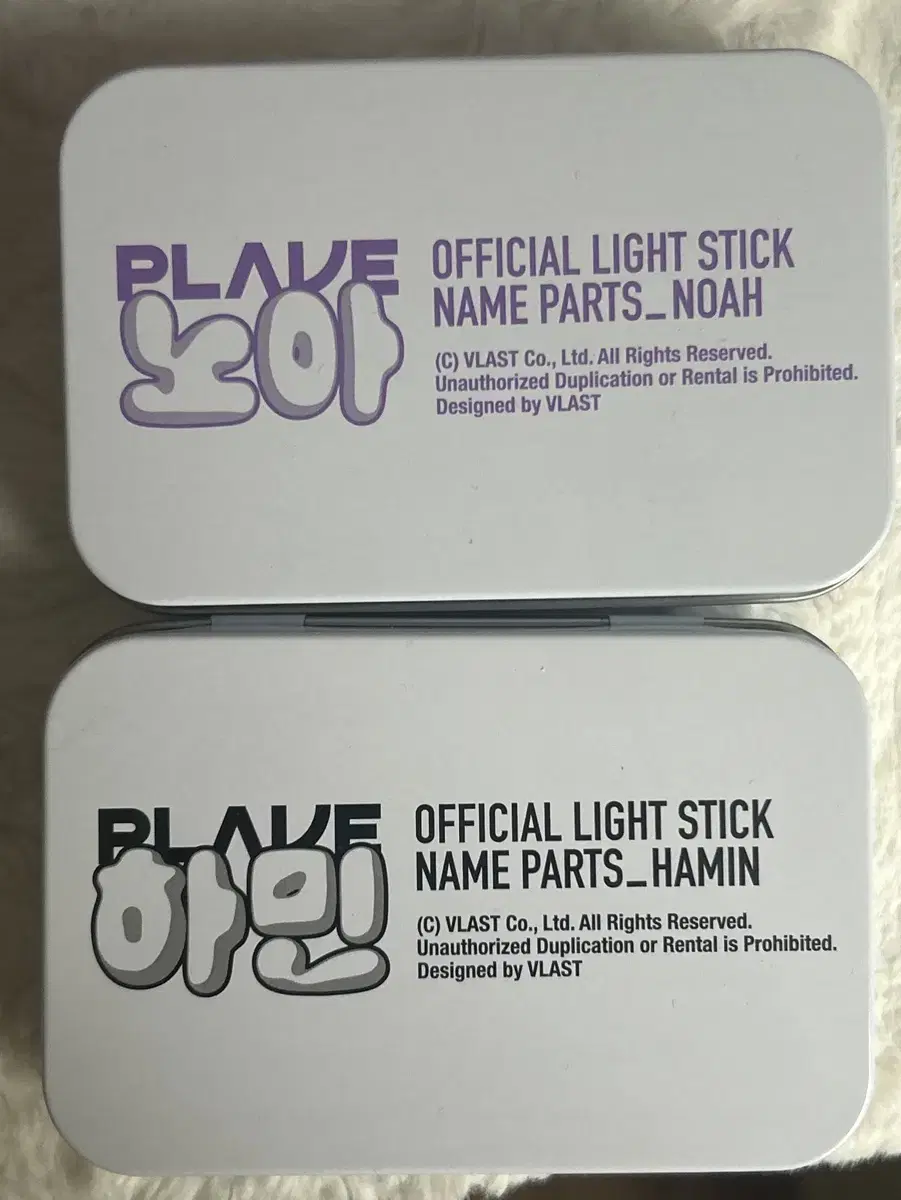 PLAVE
노아
OFFICIAL LIGHT STICK
NAME PARTS_NOAH
(C) VLAST Co., Ltd. All Rights Reserved.
Unauthorized Duplication or Rental is Prohibited.
Designed by VLAST
PLAVE
하민
OFFICIAL LIGHT STICK
NAME PARTS_HAMIN
(C) VLAST Co., Ltd. All Rights Reserved.
Unauthorized Duplication or Rental is Prohibited.
Designed by VLAST